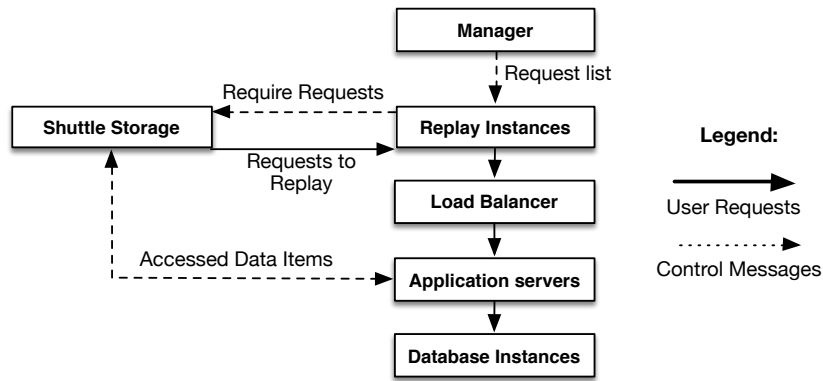 Manager
Request list
Require Requests
Shuttle Storage
Replay Instances
Requests to
Replay
Load Balancer
Accessed Data Items
Application servers
Database Instances
Legend:
User Requests
Control Messages